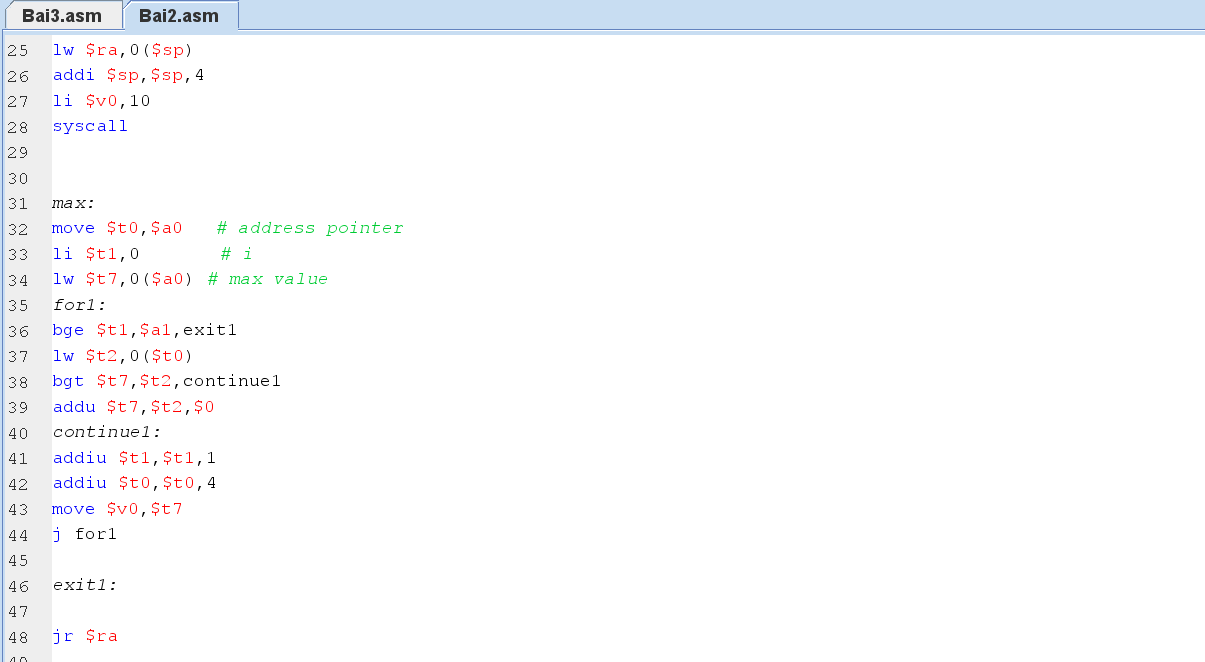 Bai3.asm Bai2.asm
25 lw $ra,0($sp)
26 addi $sp,$sp,4
27 li $v0,10
28 syscall
29
30
31 max:
32 move $t0,$a0 # address pointer
33 li $t1,0 # i
34 lw $t7,0($a0) # max value
35 for1:
36 bge $t1,$a1,exit1
37 lw $t2,0($t0)
38 bgt $t7,$t2,continue1
39 addu $t7,$t2,$0
40 continue1:
41 addiu $t1,$t1,1
42 addiu $t0,$t0,4
43 move $v0,$t7
44 j for1
45
46 exit1:
47
48 jr $ra
49